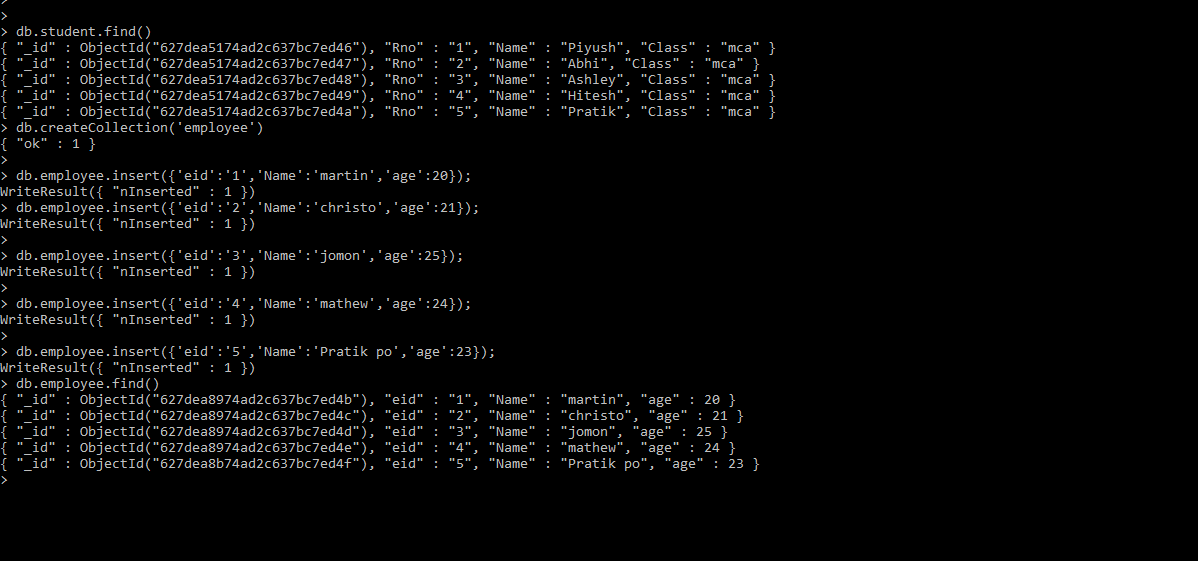 >
>
> db.student.find()
{ "_id" : ObjectId("627dea5174ad2c637bc7ed46"), "Rno" : "1", "Name" : "Piyush", "Class" : "mca" }
{ "_id" : ObjectId("627dea5174ad2c637bc7ed47"), "Rno" : "2", "Name" : "Abhi", "Class" : "mca" }
{ "_id" : ObjectId("627dea5174ad2c637bc7ed48"), "Rno" : "3", "Name" : "Ashley", "Class" : "mca" }
{ "_id" : ObjectId("627dea5174ad2c637bc7ed49"), "Rno" : "4", "Name" : "Hitesh", "Class" : "mca" }
{ "_id" : ObjectId("627dea5174ad2c637bc7ed4a"), "Rno" : "5", "Name" : "Pratik", "Class" : "mca" }
> db.createCollection('employee')
{ "ok" : 1 }
>
> db.employee.insert({'eid':'1','Name':'martin','age':20});
WriteResult({ "nInserted" : 1 })
> db.employee.insert({'eid':'2','Name':'christo','age':21});
WriteResult({ "nInserted" : 1 })
>
> db.employee.insert({'eid':'3','Name':'jomon','age':25});
WriteResult({ "nInserted" : 1 })
>
> db.employee.insert({'eid':'4','Name':'mathew','age':24});
WriteResult({ "nInserted" : 1 })
>
> db.employee.insert({'eid':'5','Name':'Pratik po','age':23});
WriteResult({ "nInserted" : 1 })
> db.employee.find()
{ "_id" : ObjectId("627dea8974ad2c637bc7ed4b"), "eid" : "1", "Name" : "martin", "age" : 20 }
{ "_id" : ObjectId("627dea8974ad2c637bc7ed4c"), "eid" : "2", "Name" : "christo", "age" : 21 }
{ "_id" : ObjectId("627dea8974ad2c637bc7ed4d"), "eid" : "3", "Name" : "jomon", "age" : 25 }
{ "_id" : ObjectId("627dea8974ad2c637bc7ed4e"), "eid" : "4", "Name" : "mathew", "age" : 24 }
{ "_id" : ObjectId("627dea8b74ad2c637bc7ed4f"), "eid" : "5", "Name" : "Pratik po", "age" : 23 }
>